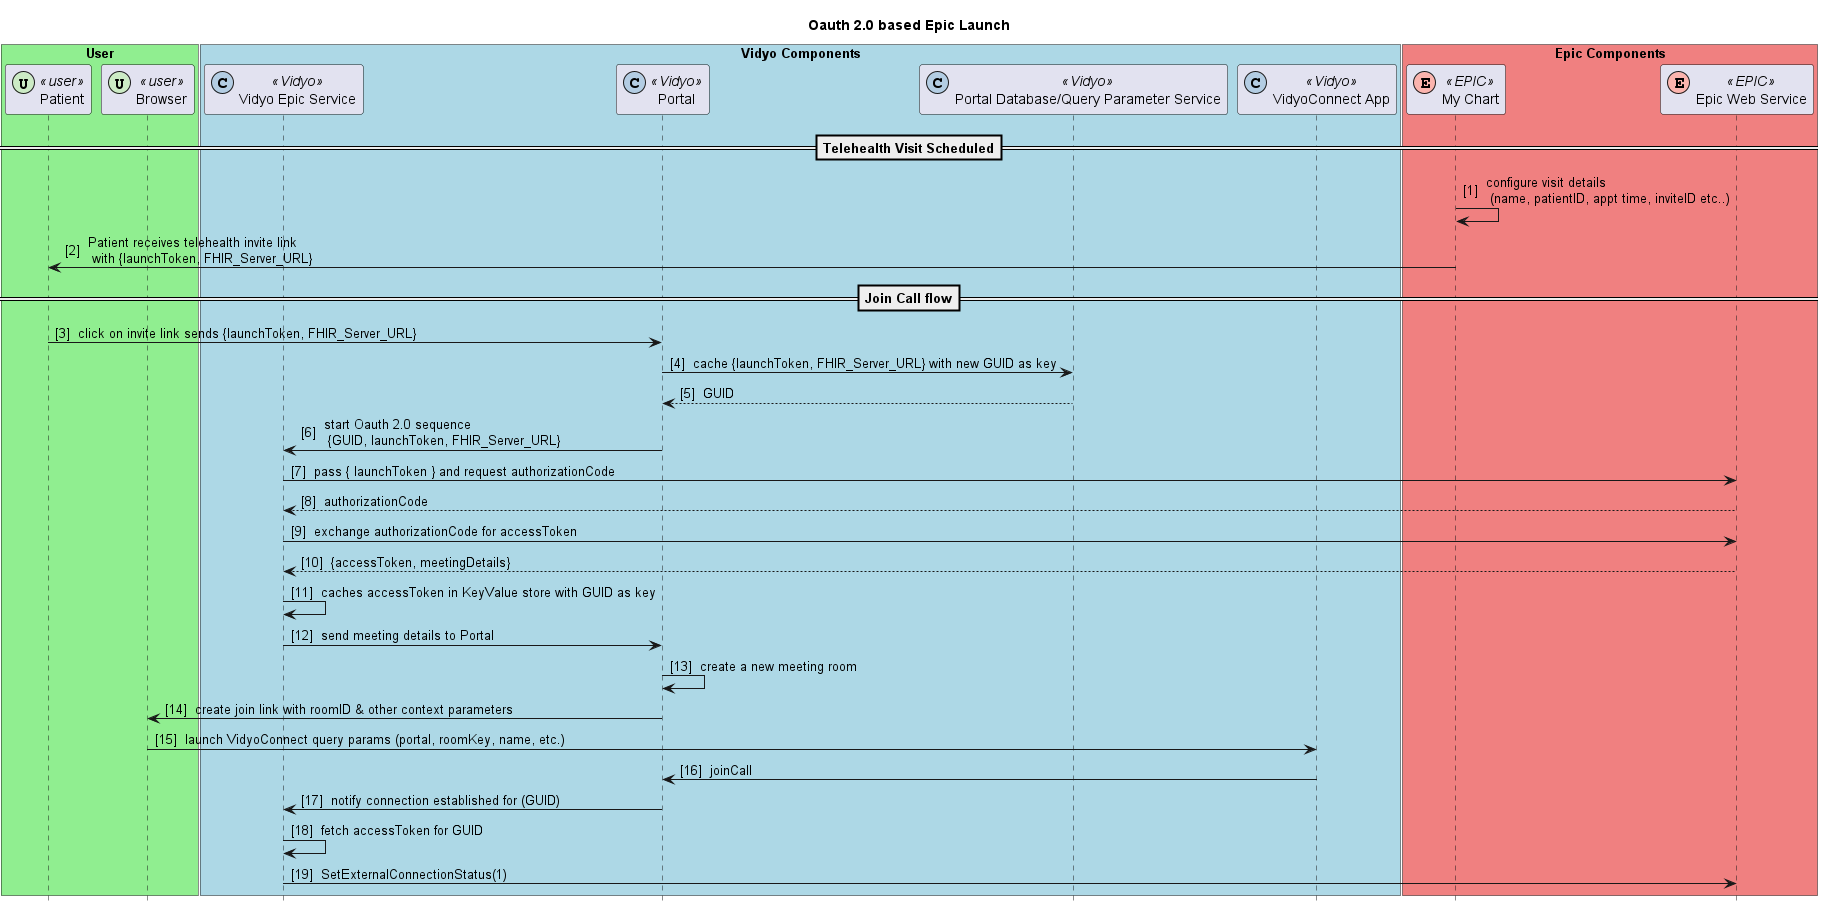 Oauth 2.0 based Epic Launch
User
Vidyo Components
Epic Components
U «user» Patient
U «user» Browser
C «Vidyo» Vidyo Epic Service
C «Vidyo» Portal
C «Vidyo» Portal Database/Query Parameter Service
C «Vidyo» VidyoConnect App
E «EPIC» My Chart
E «EPIC» Epic Web Service
Telehealth Visit Scheduled
[1] configure visit details
(name, patientID, appt time, inviteID etc..)
[2] Patient receives telehealth invite link
with {launchToken, FHIR_Server_URL}
Join Call flow
[3] click on invite link sends {launchToken, FHIR_Server_URL}
[4] cache {launchToken, FHIR_Server_URL} with new GUID as key
[5] GUID
[6] start Oauth 2.0 sequence
{GUID, launchToken, FHIR_Server_URL}
[7] pass { launchToken } and request authorizationCode
[8] authorizationCode
[9] exchange authorizationCode for accessToken
[10] {accessToken, meetingDetails}
[11] caches accessToken in KeyValue store with GUID as key
[12] send meeting details to Portal
[13] create a new meeting room
[14] create join link with roomID & other context parameters
[15] launch VidyoConnect query params (portal, roomKey, name, etc.)
[16] joinCall
[17] notify connection established for (GUID)
[18] fetch accessToken for GUID
[19] SetExternalConnectionStatus(1)